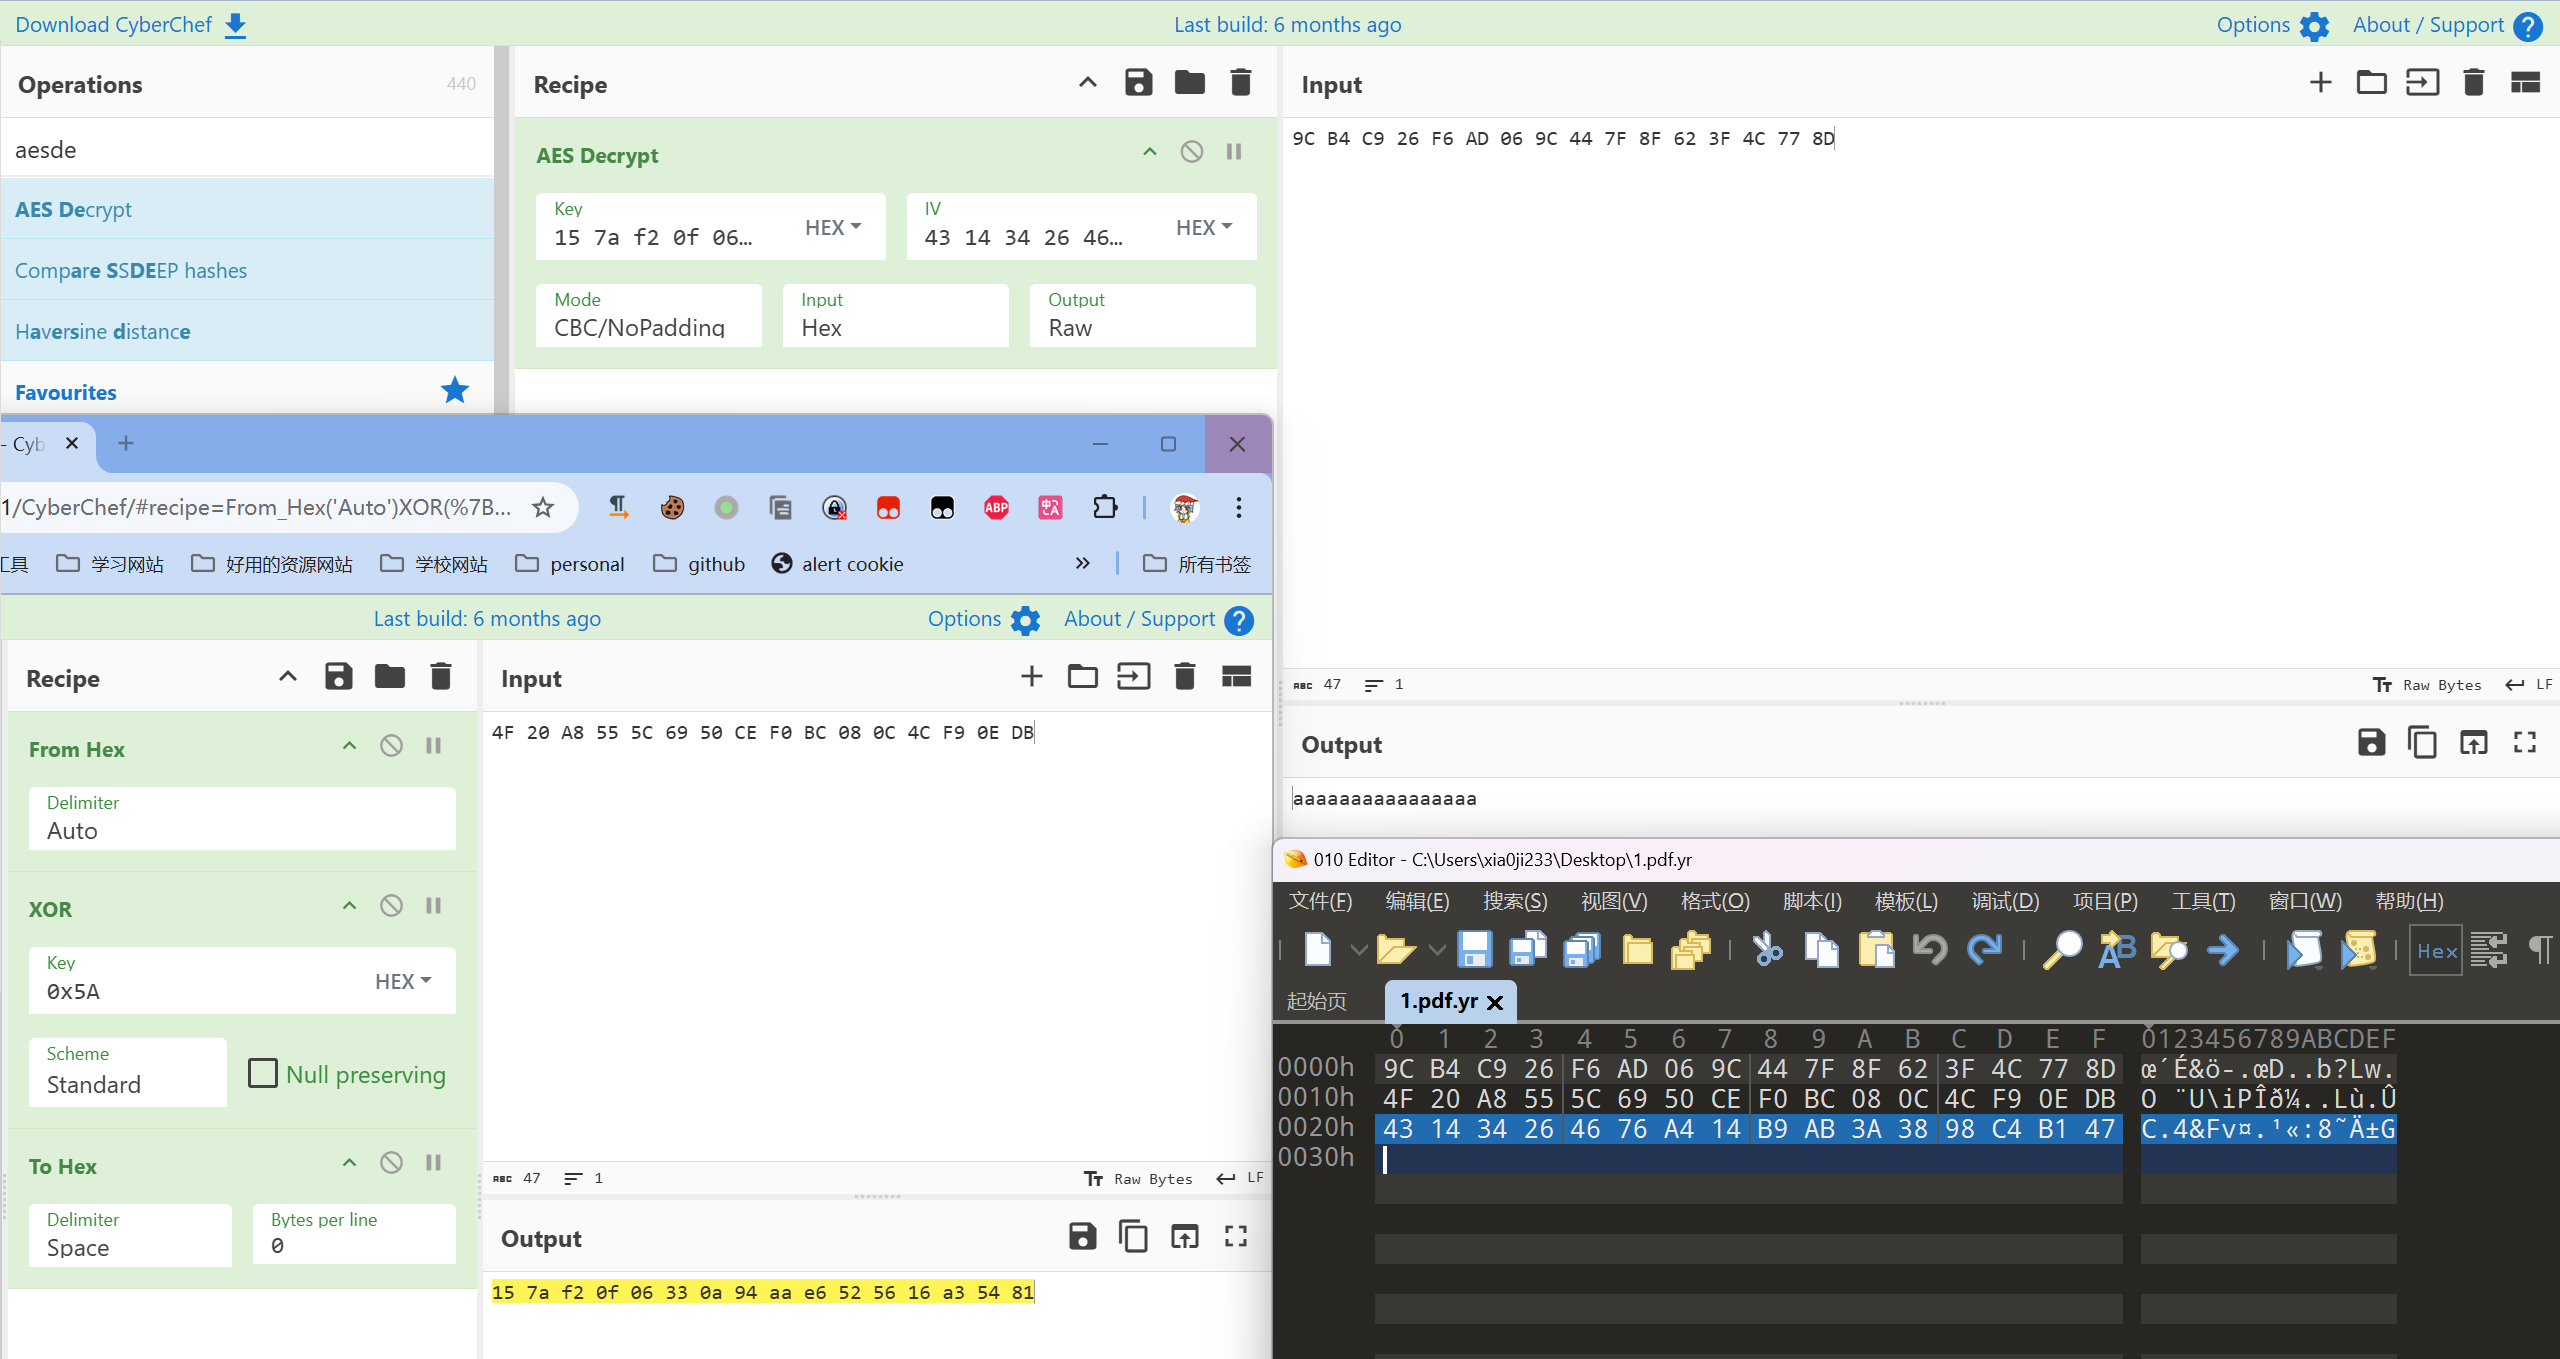 Download CyberChef
Last build: 6 months ago
Options
About / Support
Operations
440
aesde
AES Decrypt
Compare SSDEEP hashes
Haversine distance
Favourites
Recipe
AES Decrypt
Key
15 7a f2 0f 06...
HEX
IV
43 14 34 26 46...
HEX
Mode
CBC/NoPadding
Input
Hex
Output
Raw
Input
9C B4 C9 26 F6 AD 06 9C 44 7F 8F 62 3F 4C 77 8D
ABC 47 1
Raw Bytes LF
Output
aaaaaaaaaaaaaaaa
- Cyb
1/CyberChef/#recipe=From_Hex('Auto')XOR(%7B...
ABP
工具 学习网站 好用的资源网站 学校网站 personal github alert cookie » 所有书签
Last build: 6 months ago
Options
About / Support
Recipe
From Hex
Delimiter
Auto
XOR
Key
0x5A
HEX
Scheme
Standard
Null preserving
To Hex
Delimiter
Space
Bytes per line
0
Input
4F 20 A8 55 5C 69 50 CE F0 BC 08 0C 4C F9 0E DB
ABC 47 1
Raw Bytes LF
Output
15 7a f2 0f 06 33 0a 94 aa e6 52 56 16 a3 54 81
010 Editor - C:\Users\xia0ji233\Desktop\1.pdf.yr
文件(F) 编辑(E) 搜索(S) 视图(V) 格式(O) 脚本(I) 模板(L) 调试(D) 项目(P) 工具(T) 窗口(W) 帮助(H)
Hex
起始页 1.pdf.yr
0 1 2 3 4 5 6 7 8 9 A B C D E F 0123456789ABCDEF
0000h 9C B4 C9 26 F6 AD 06 9C 44 7F 8F 62 3F 4C 77 8D œ´É&ö-.œD..b?Lw.
0010h 4F 20 A8 55 5C 69 50 CE F0 BC 08 0C 4C F9 0E DB O ¨U\iPÎð¼..Lù.Û
0020h 43 14 34 26 46 76 A4 14 B9 AB 3A 38 98 C4 B1 47 C.4&Fv¤.¹«:8˜Ä±G
0030h